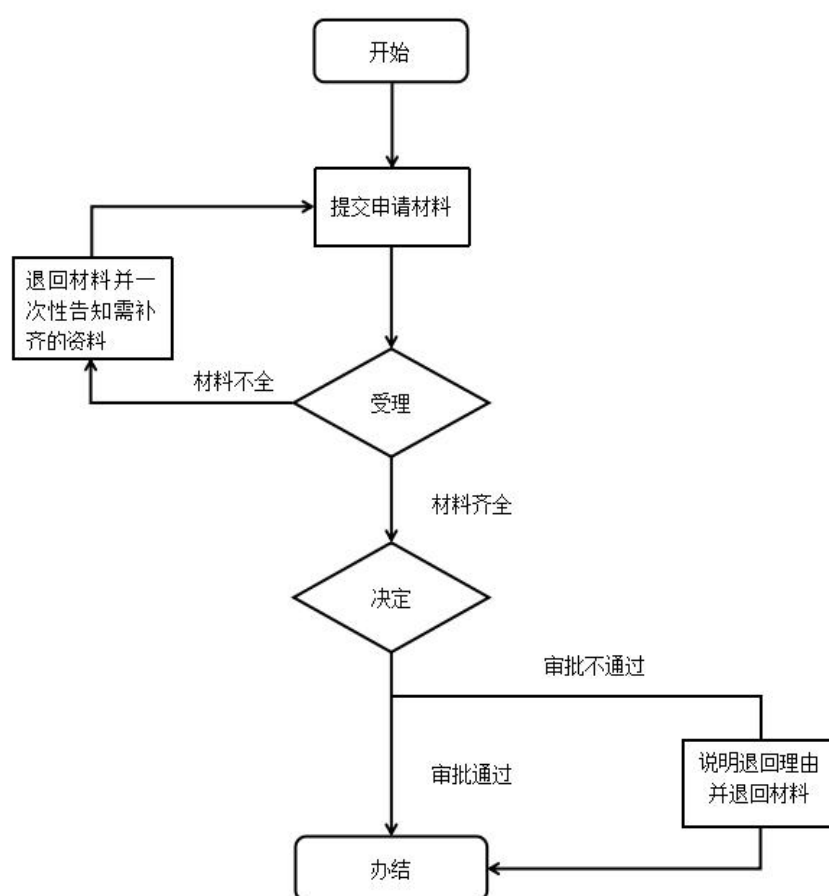 开始
提交申请材料
退回材料并一
次性告知需补
齐的资料
材料不全
受理
材料齐全
决定
审批不通过
审批通过
说明退回理由
并退回材料
办结